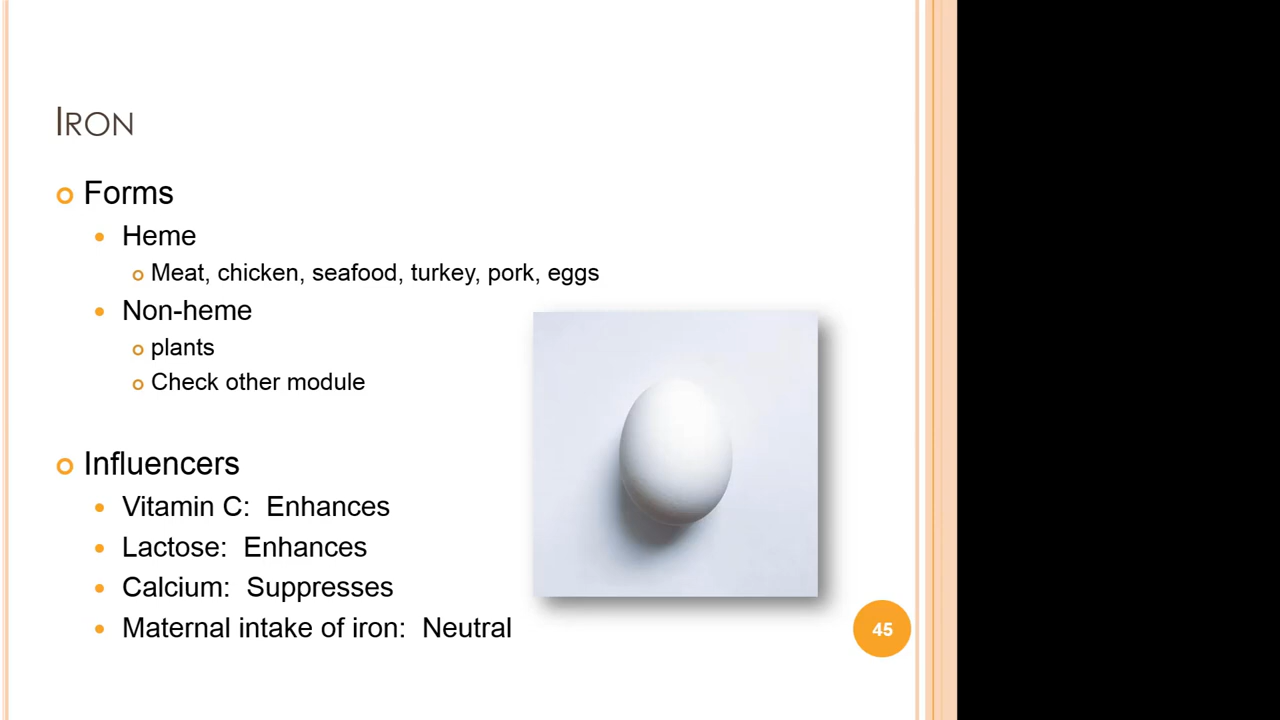 Iron
Forms
Heme
Meat, chicken, seafood, turkey, pork, eggs
Non-heme
plants
Check other module
Influencers
Vitamin C:  Enhances
Lactose:  Enhances
Calcium:  Suppresses
Maternal intake of iron:  Neutral
45